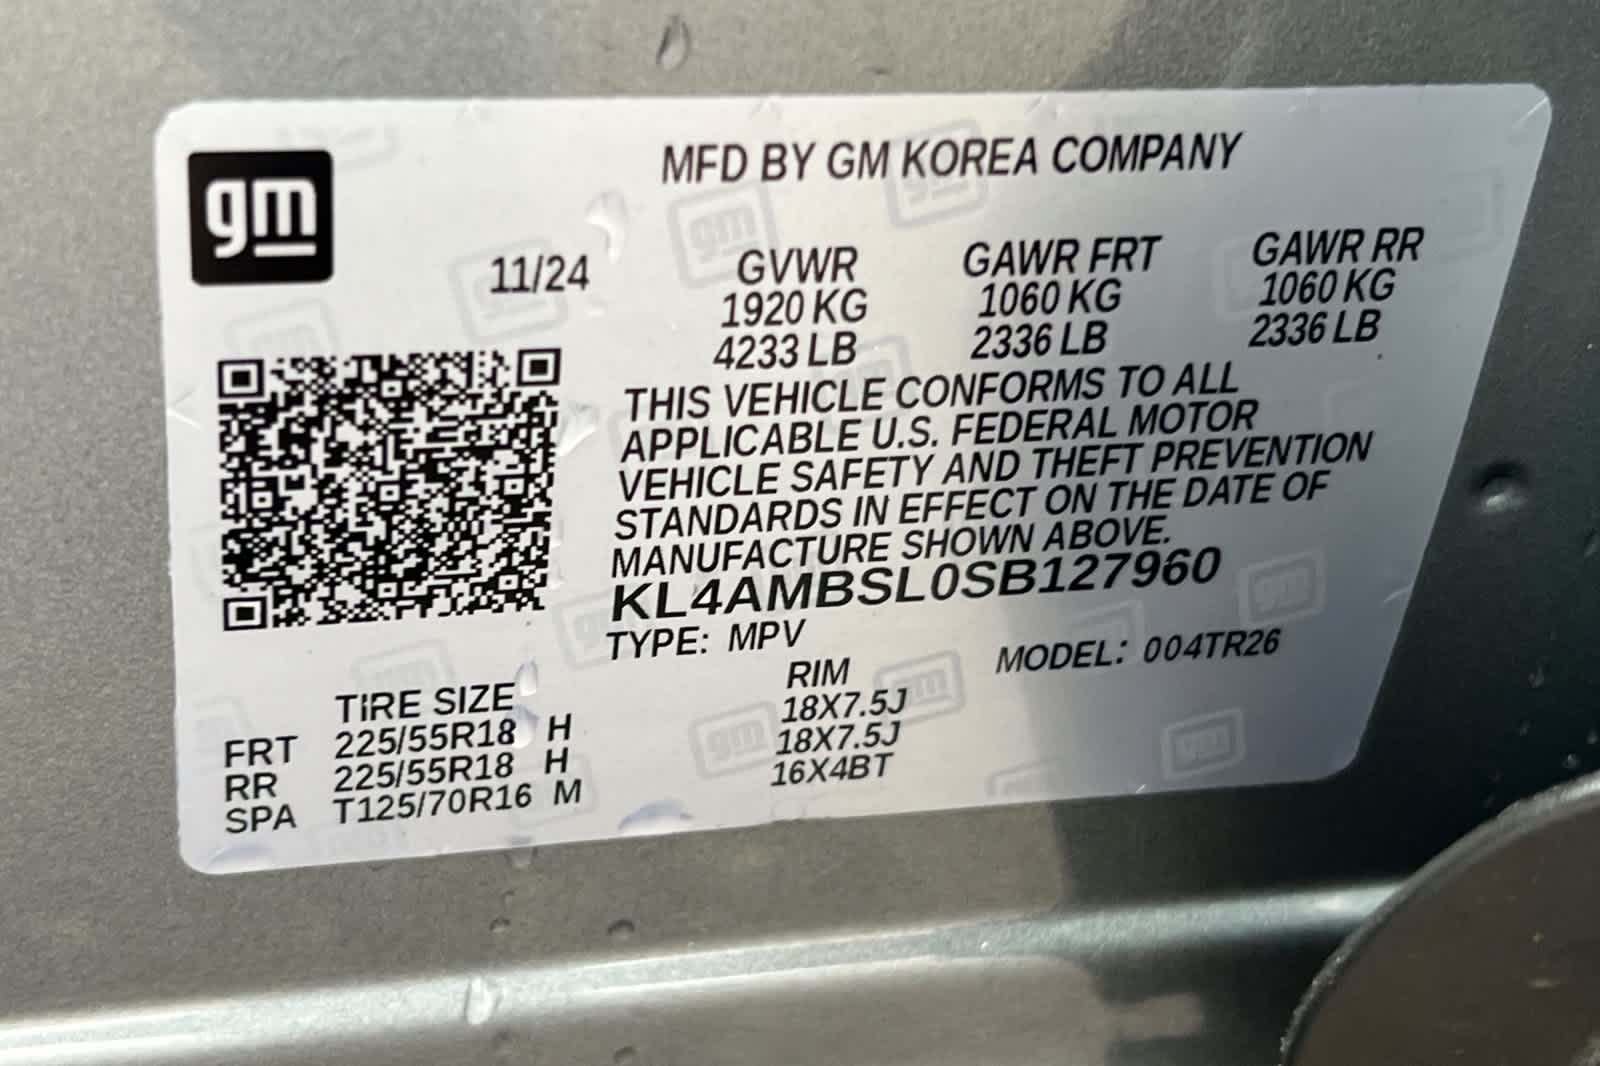 gm
MFD BY GM KOREA COMPANY
11/24 GVWR GAWR FRT GAWR RR
1920 KG 1060 KG 1060 KG
4233 LB 2336 LB 2336 LB
THIS VEHICLE CONFORMS TO ALL
APPLICABLE U.S. FEDERAL MOTOR
VEHICLE SAFETY AND THEFT PREVENTION
STANDARDS IN EFFECT ON THE DATE OF
MANUFACTURE SHOWN ABOVE.
KL4AMBSL0SB127960
TYPE: MPV MODEL: 004TR26
TIRE SIZE RIM
FRT 225/55R18 H 18X7.5J
RR 225/55R18 H 18X7.5J
SPA T125/70R16 M 16X4BT